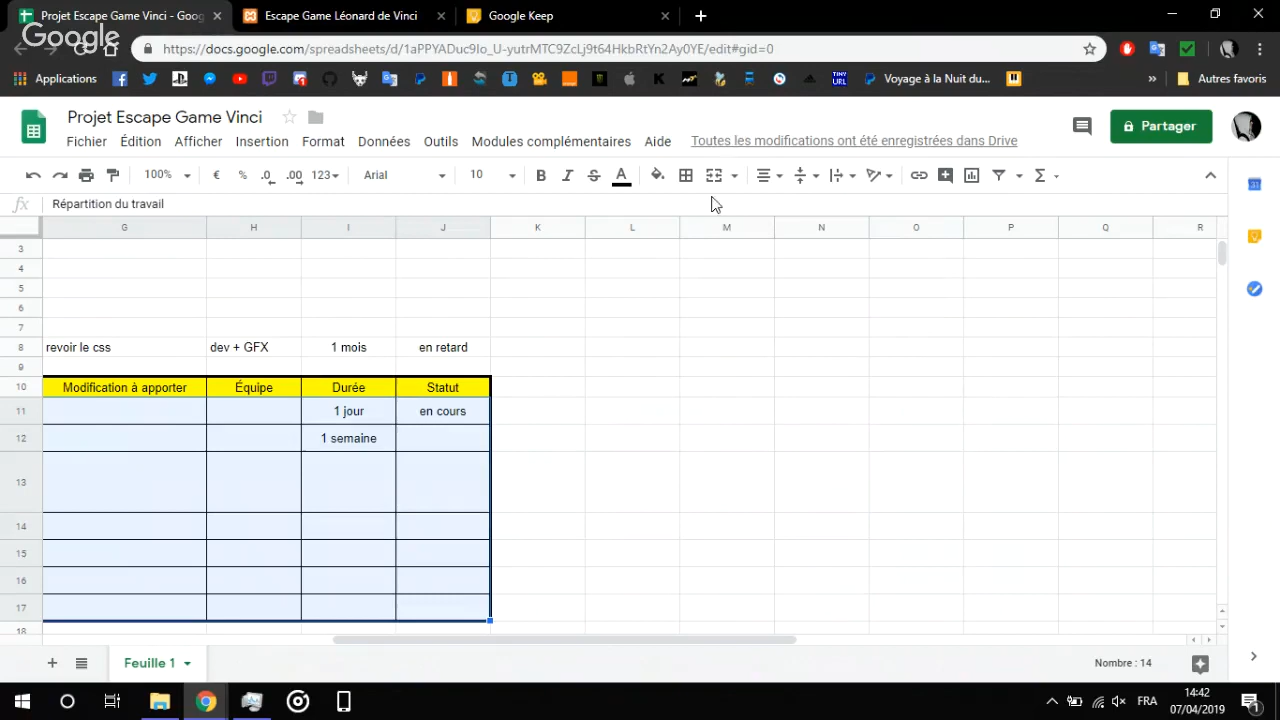 Projet Escape Game Vinci - Goog
Escape Game Léonard de Vinci
Google Keep
Google
https://docs.google.com/spreadsheets/d/1aPPYADuc9Io_U-yutrMTC9ZcLj9t64HkbRtYn2Ay0YE/edit#gid=0
Applications
TINY URL
Voyage à la Nuit du...
Autres favoris
Projet Escape Game Vinci
Fichier Édition Afficher Insertion Format Données Outils Modules complémentaires Aide
Toutes les modifications ont été enregistrées dans Drive
Partager
100% € % .0 .00 123 Arial 10 B I S A Σ
fx Répartition du travail
G H I J K L M N O P Q R
3
4
5
6
7
8 revoir le css dev + GFX 1 mois en retard
9
10 Modification à apporter Équipe Durée Statut
11 1 jour en cours
12 1 semaine
13
14
15
16
17
18
Feuille 1
Nombre : 14
FRA
14:42
07/04/2019
1